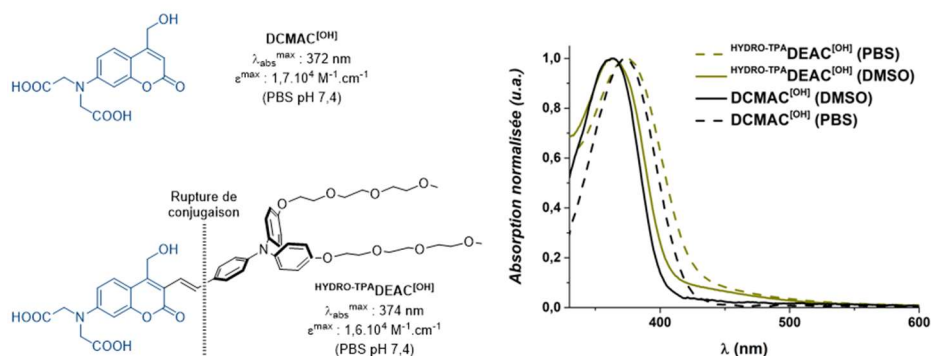 OH
DCMAC[OH]
λabsmax : 372 nm
εmax : 1,7.10⁴ M⁻¹.cm⁻¹
(PBS pH 7,4)
HOOC
N
O
O
COOH
Rupture de
conjugaison
O
O
O
O
N
O
O
O
O
OH
HYDRO-TPADEAC[OH]
λabsmax : 374 nm
εmax : 1,6.10⁴ M⁻¹.cm⁻¹
(PBS pH 7,4)
HOOC
N
O
O
COOH
Absorption normalisée (u.a.)
1,0
0,8
0,6
0,4
0,2
0,0
HYDRO-TPADEAC[OH] (PBS)
HYDRO-TPADEAC[OH] (DMSO)
DCMAC[OH] (DMSO)
DCMAC[OH] (PBS)
400
500
600
λ (nm)